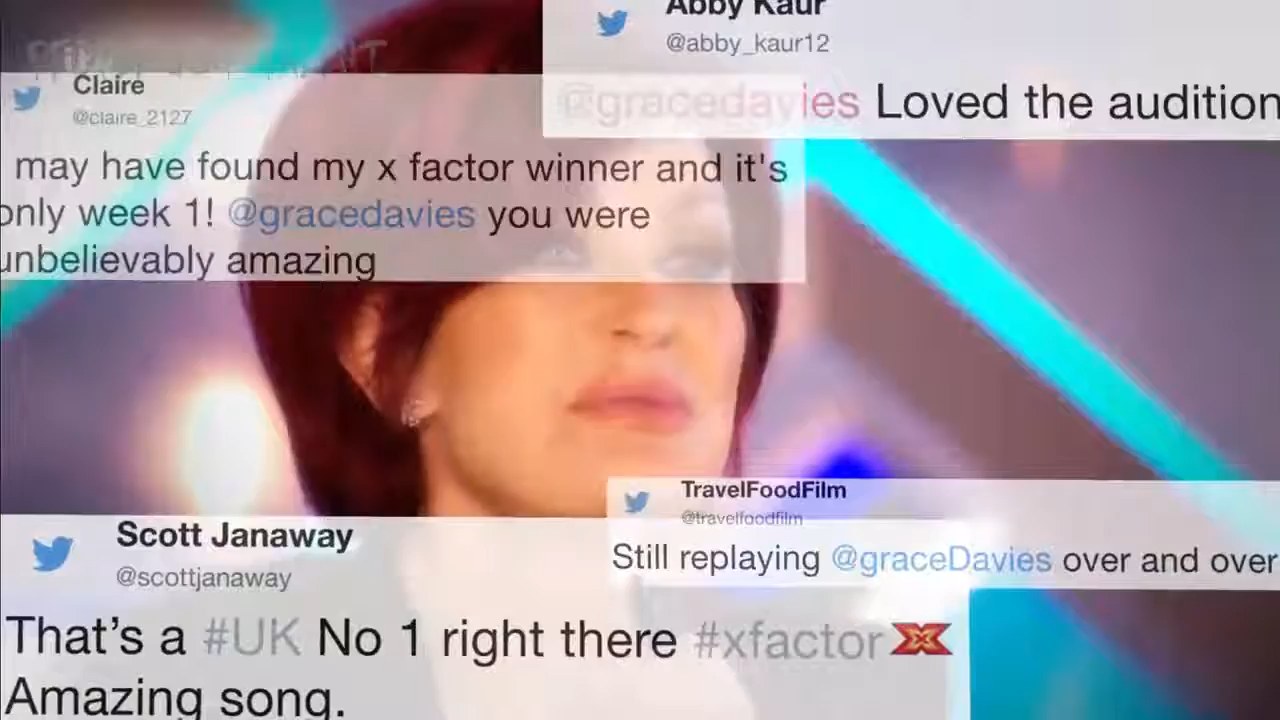 Abby Kaur
@abby_kaur12
@gracedavies Loved the audition
Claire
@claire_2127
may have found my x factor winner and it's
only week 1! @gracedavies you were
unbelievably amazing
TravelFoodFilm
@travelfoodfilm
Still replaying @graceDavies over and over
Scott Janaway
@scottjanaway
That's a #UK No 1 right there #xfactor
Amazing song.